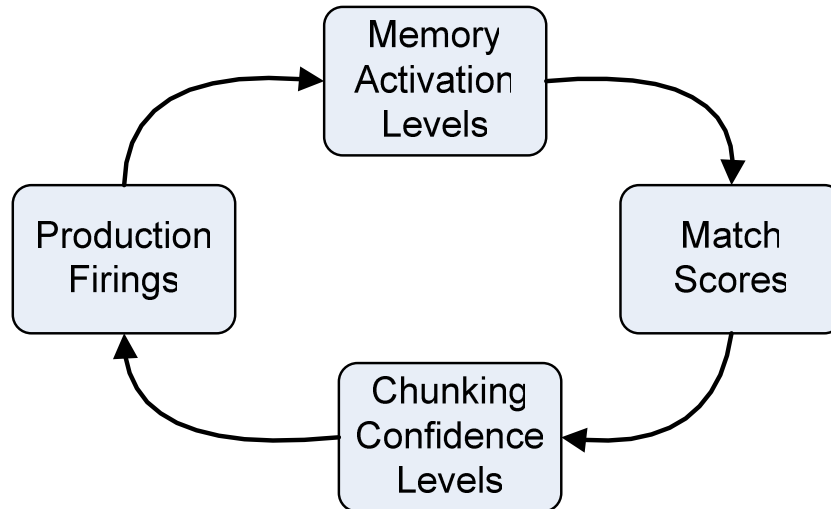 Memory
Activation
Levels
Production
Firings
Match
Scores
Chunking
Confidence
Levels